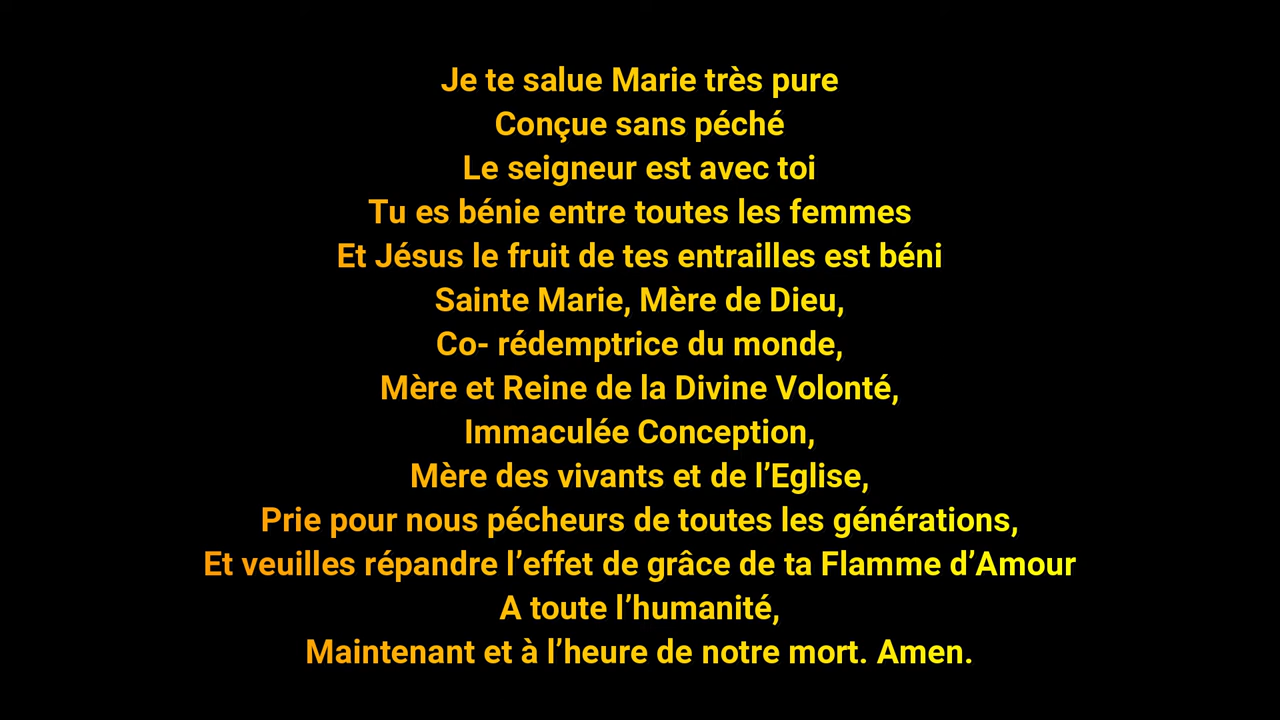 Je te salue Marie très pure
Conçue sans péché
Le seigneur est avec toi
Tu es bénie entre toutes les femmes
Et Jésus le fruit de tes entrailles est béni
Sainte Marie, Mère de Dieu,
Co- rédemptrice du monde,
Mère et Reine de la Divine Volonté,
Immaculée Conception,
Mère des vivants et de l’Eglise,
Prie pour nous pécheurs de toutes les générations,
Et veuilles répandre l’effet de grâce de ta Flamme d’Amour
A toute l’humanité,
Maintenant et à l’heure de notre mort. Amen.